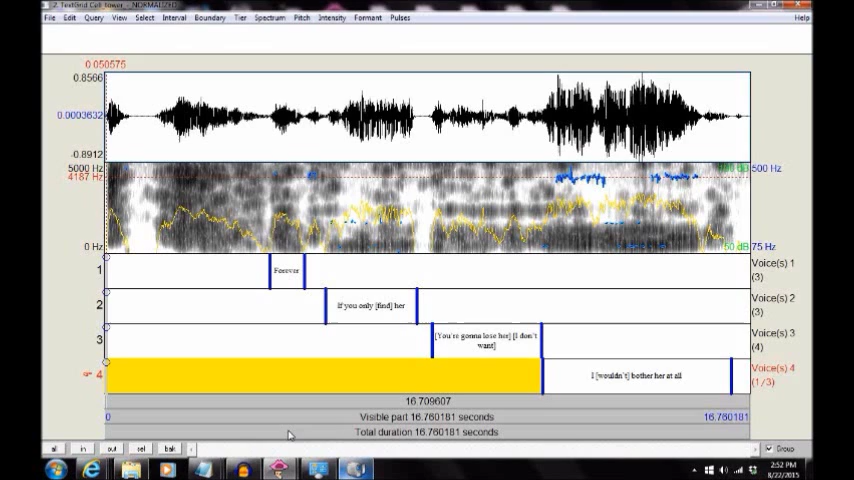 2. TextGrid Cell tower - NORMALIZED
File Edit Query View Select Interval Boundary Tier Spectrum Pitch Intensity Formant Pulses Help
0.050575
0.8566
0.0003632
-0.8912
5000 Hz 500 Hz
4187 Hz
0 Hz 50 dB 75 Hz
1 Forever Voice(s) 1
(3)
2 If you only [find] her Voice(s) 2
(3)
3 [You're gonna lose her] [I don't
want] Voice(s) 3
(4)
4 I [wouldn't] bother her at all Voice(s) 4
(1/3)
16.709607
0 Visible part 16.760181 seconds 16.760181
Total duration 16.760181 seconds
all in out sel bak Group
2:52 PM
8/22/2015